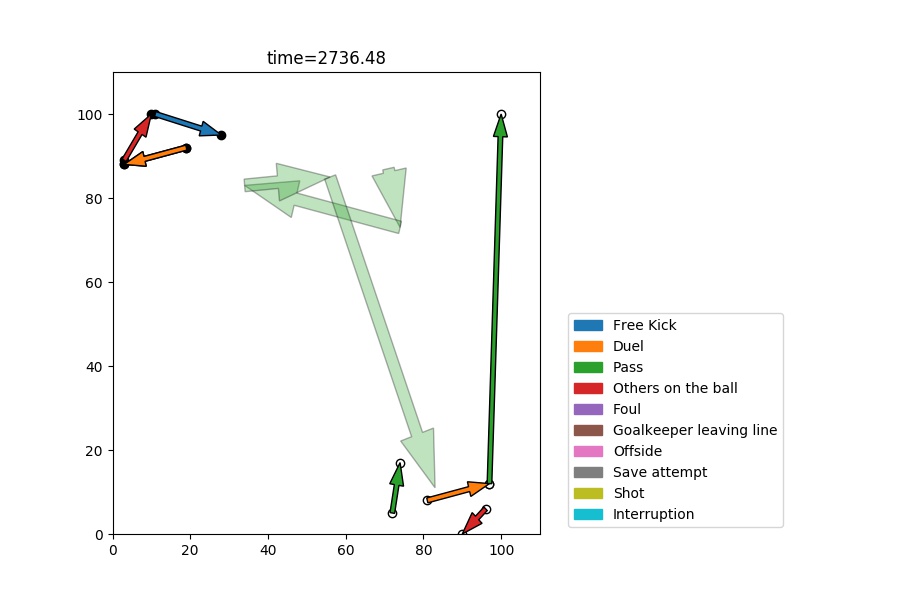 time=2736.48
100
80
60
40
20
0
0 20 40 60 80 100
Free Kick
Duel
Pass
Others on the ball
Foul
Goalkeeper leaving line
Offside
Save attempt
Shot
Interruption